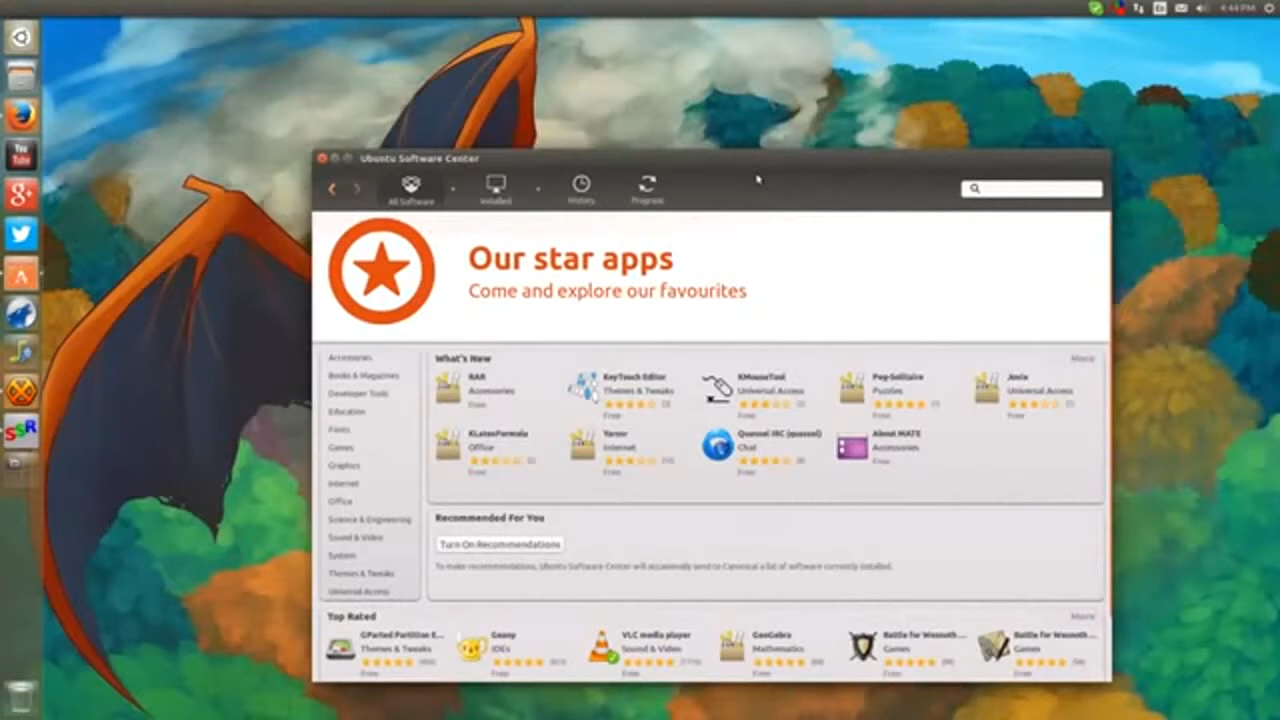 4:44 PM
Ubuntu Software Center
All Software
Installed
History
Progress
You
Tube
g+
A
SSR
Our star apps
Come and explore our favourites
Accessories
Books & Magazines
Developer Tools
Education
Fonts
Games
Graphics
Internet
Office
Science & Engineering
Sound & Video
System
Themes & Tweaks
Universal Access
What's New
More
RAR
Accessories
Free
KeyTouch Editor
Themes & Tweaks
Free
KMouseTool
Universal Access
Free
Peg-Solitaire
Puzzles
Free
Universal Access
Free
KLatexFormula
Office
Free
Internet
Free
Quassel IRC (quassel)
Chat
Free
About MATE
Accessories
Free
Recommended For You
Turn On Recommendations
To make recommendations, Ubuntu Software Center will occasionally send to Canonical a list of software currently installed.
Top Rated
More
GParted Partition E...
Themes & Tweaks
Free
Geany
IDEs
Free
VLC media player
Sound & Video
Free
GeoGebra
Mathematics
Free
Battle for Wesnoth ...
Games
Free
Battle for Wesnoth...
Games
Free